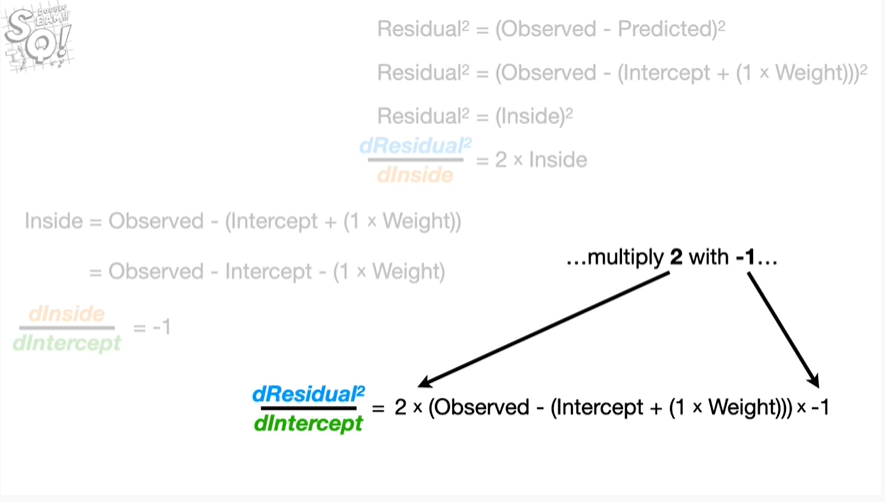 SQ!
Residual² = (Observed - Predicted)²
Residual² = (Observed - (Intercept + (1 × Weight)))²
Residual² = (Inside)²
dResidual²
dInside
= 2 × Inside
Inside = Observed - (Intercept + (1 × Weight))
= Observed - Intercept - (1 × Weight)
…multiply 2 with -1…
dInside
dIntercept
= -1
dResidual²
dIntercept
= 2 × (Observed - (Intercept + (1 × Weight))) × -1